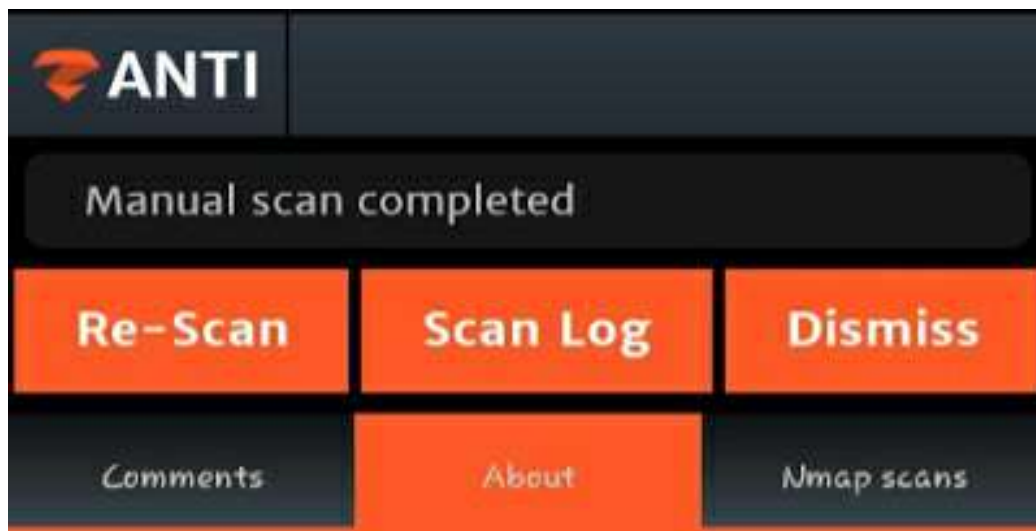 ANTI
Manual scan completed
Re-Scan Scan Log Dismiss
Comments About Nmap scans